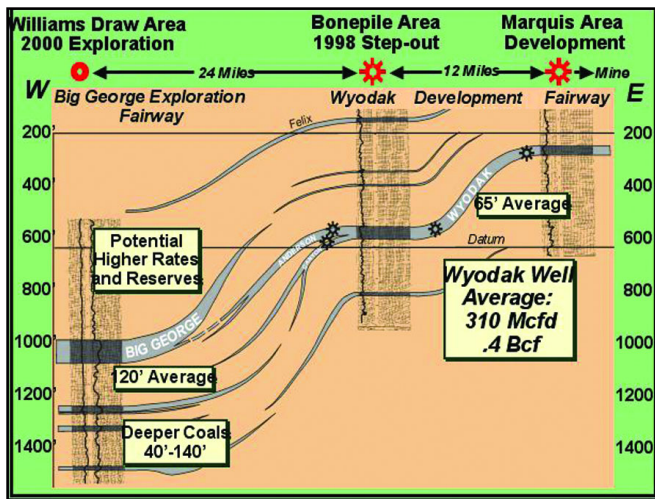 Williams Draw Area
2000 Exploration
Bonepile Area
1998 Step-out
Marquis Area
Development
24 Miles
12 Miles
Mine
W
Big George Exploration
Fairway
Wyodak
Development
Fairway
E
Felix
200'
400'
600'
800'
1000'
1200'
1400'
Potential
Higher Rates
and Reserves
BIG GEORGE
120' Average
Deeper Coals
40'-140'
ANDERSON
WYODAK
65' Average
Datum
Wyodak Well
Average:
310 Mcfd
.4 Bcf
200
400
600
800
1000
1200
1400